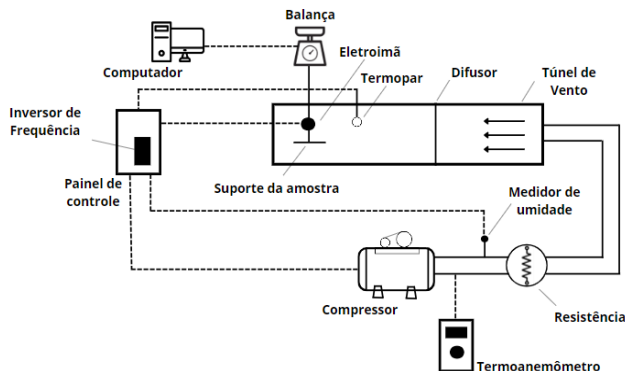 Balança
Computador
Eletroimã
Termopar
Difusor
Túnel de
Vento
Inversor de
Frequência
Painel de
controle
Suporte da amostra
Medidor de
umidade
Compressor
Resistência
Termoanemômetro